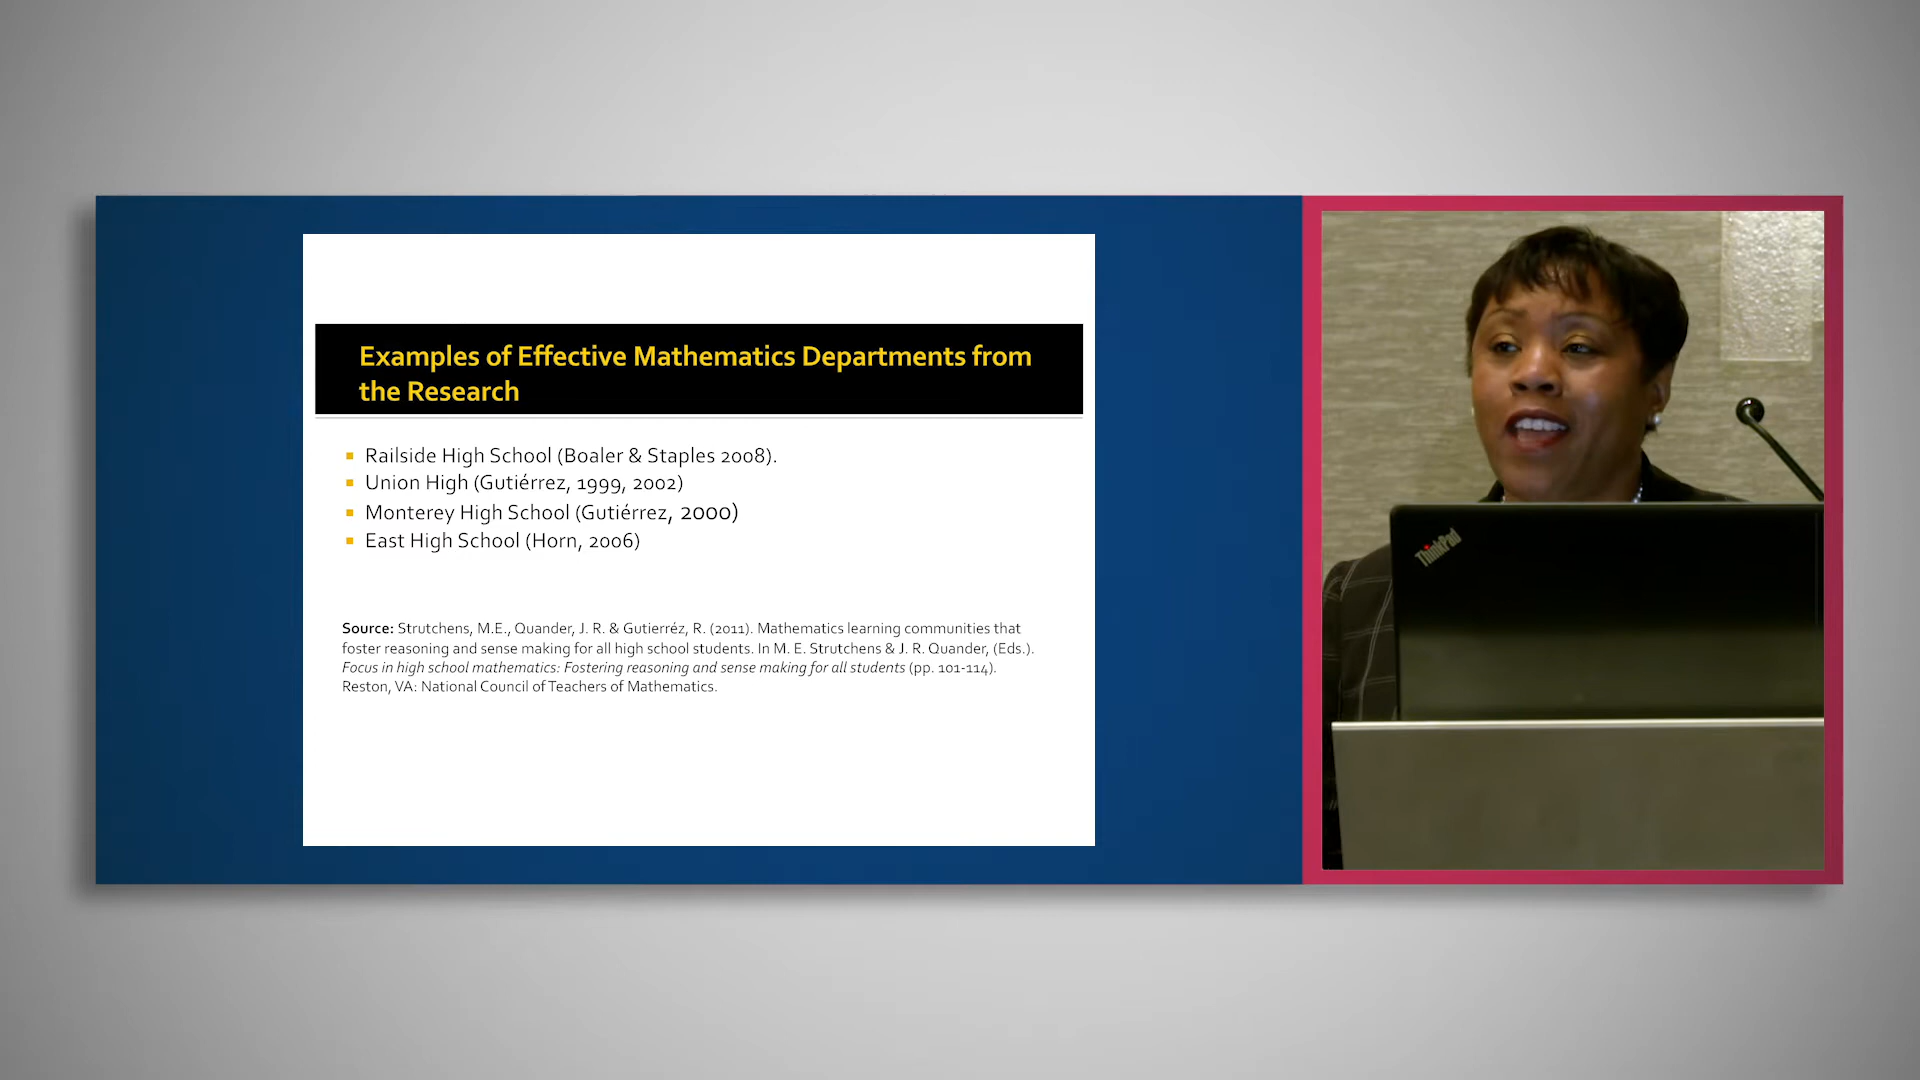 Examples of Effective Mathematics Departments from
the Research
Railside High School (Boaler & Staples 2008).
Union High (Gutiérrez, 1999, 2002)
Monterey High School (Gutiérrez, 2000)
East High School (Horn, 2006)
Source: Strutchens, M.E., Quander, J. R. & Gutierréz, R. (2011). Mathematics learning communities that
foster reasoning and sense making for all high school students. In M. E. Strutchens & J. R. Quander, (Eds.).
Focus in high school mathematics: Fostering reasoning and sense making for all students (pp. 101-114).
Reston, VA: National Council of Teachers of Mathematics.
ThinkPad